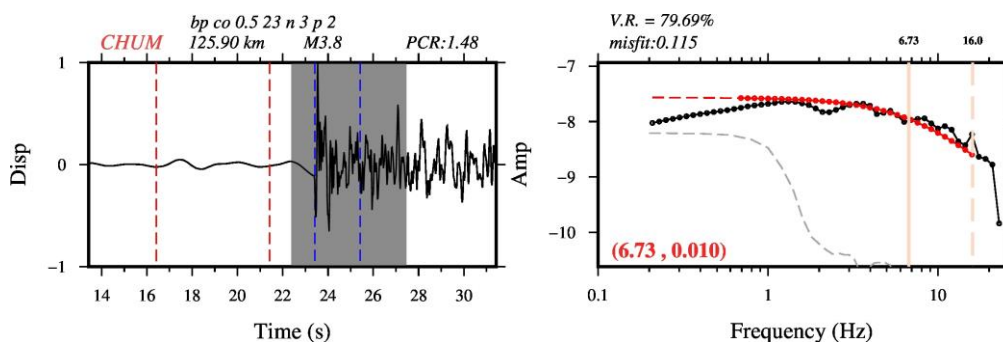 bp co 0.5 23 n 3 p 2
CHUM 125.90 km M3.8 PCR:1.48
1
0
−1
Disp
14 16 18 20 22 24 26 28 30
Time (s)
V.R. = 79.69%
misfit:0.115
6.73 16.0
−7
−8
−9
−10
Amp
(6.73 , 0.010)
0.1 1 10
Frequency (Hz)